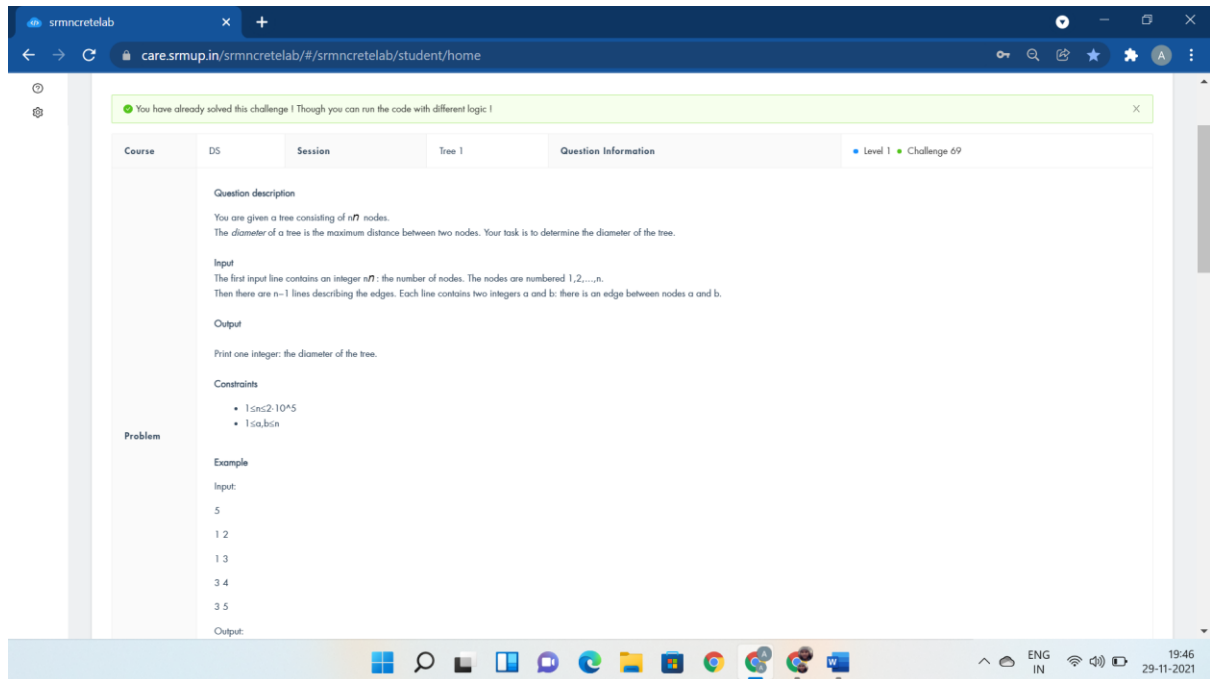 srmncretelab
care.srmup.in/srmncretelab/#/srmncretelab/student/home
A
You have already solved this challenge ! Though you can run the code with different logic !
Course DS Session Tree 1 Question Information Level 1 Challenge 69
Question description
You are given a tree consisting of nn nodes.
The diameter of a tree is the maximum distance between two nodes. Your task is to determine the diameter of the tree.
Input
The first input line contains an integer nn : the number of nodes. The nodes are numbered 1,2,…,n.
Then there are n−1 lines describing the edges. Each line contains two integers a and b: there is an edge between nodes a and b.
Output
Print one integer: the diameter of the tree.
Constraints
• 1≤n≤2⋅10^5
• 1≤a,b≤n
Problem
Example
Input:
5
1 2
1 3
3 4
3 5
Output:
ENG
IN
19:46
29-11-2021